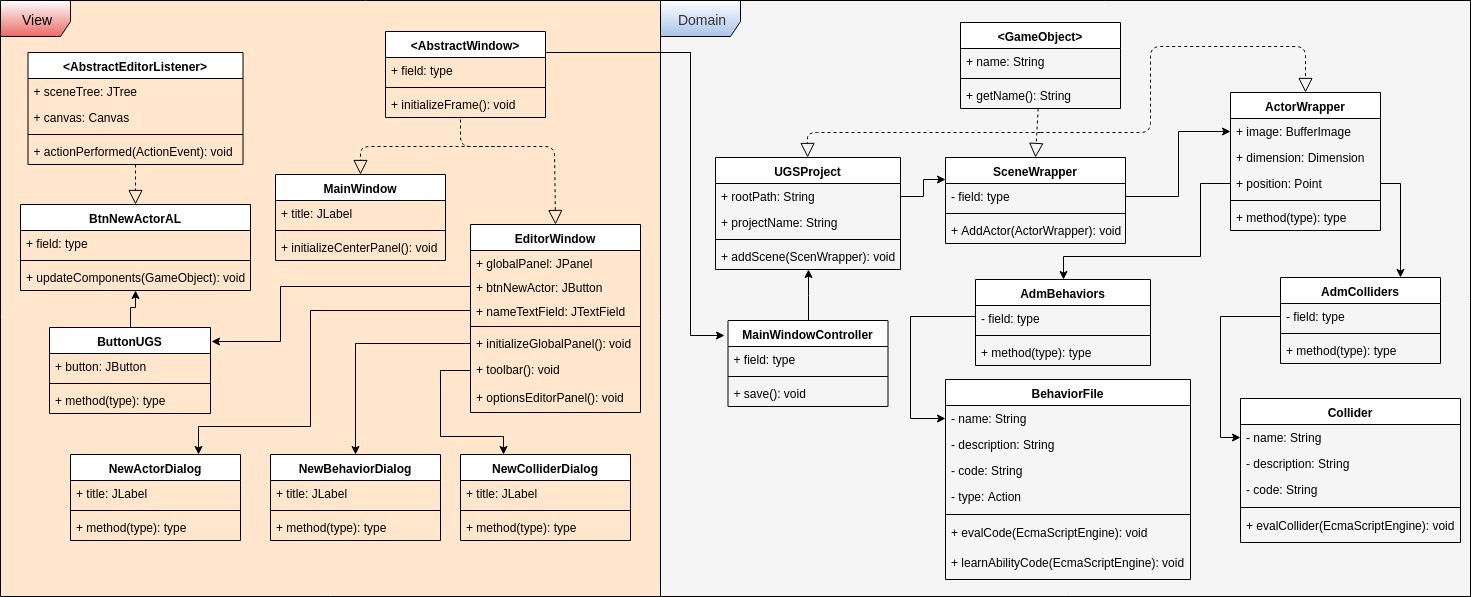 View
<AbstractEditorListener>
+ sceneTree: JTree
+ canvas: Canvas
+ actionPerformed(ActionEvent): void
<AbstractWindow>
+ field: type
+ initializeFrame(): void
BtnNewActorAL
+ field: type
+ updateComponents(GameObject): void
MainWindow
+ title: JLabel
+ initializeCenterPanel(): void
EditorWindow
+ globalPanel: JPanel
+ btnNewActor: JButton
+ nameTextField: JTextField
+ initializeGlobalPanel(): void
+ toolbar(): void
+ optionsEditorPanel(): void
ButtonUGS
+ button: JButton
+ method(type): type
NewActorDialog
+ title: JLabel
+ method(type): type
NewBehaviorDialog
+ title: JLabel
+ method(type): type
NewColliderDialog
+ title: JLabel
+ method(type): type
Domain
<GameObject>
+ name: String
+ getName(): String
ActorWrapper
+ image: BufferImage
+ dimension: Dimension
+ position: Point
+ method(type): type
UGSProject
+ rootPath: String
+ projectName: String
+ addScene(ScenWrapper): void
SceneWrapper
- field: type
+ AddActor(ActorWrapper): void
MainWindowController
+ field: type
+ save(): void
AdmBehaviors
- field: type
+ method(type): type
AdmColliders
- field: type
+ method(type): type
BehaviorFile
- name: String
- description: String
- code: String
- type: Action
+ evalCode(EcmaScriptEngine): void
+ learnAbilityCode(EcmaScriptEngine): void
Collider
- name: String
- description: String
- code: String
+ evalCollider(EcmaScriptEngine): void